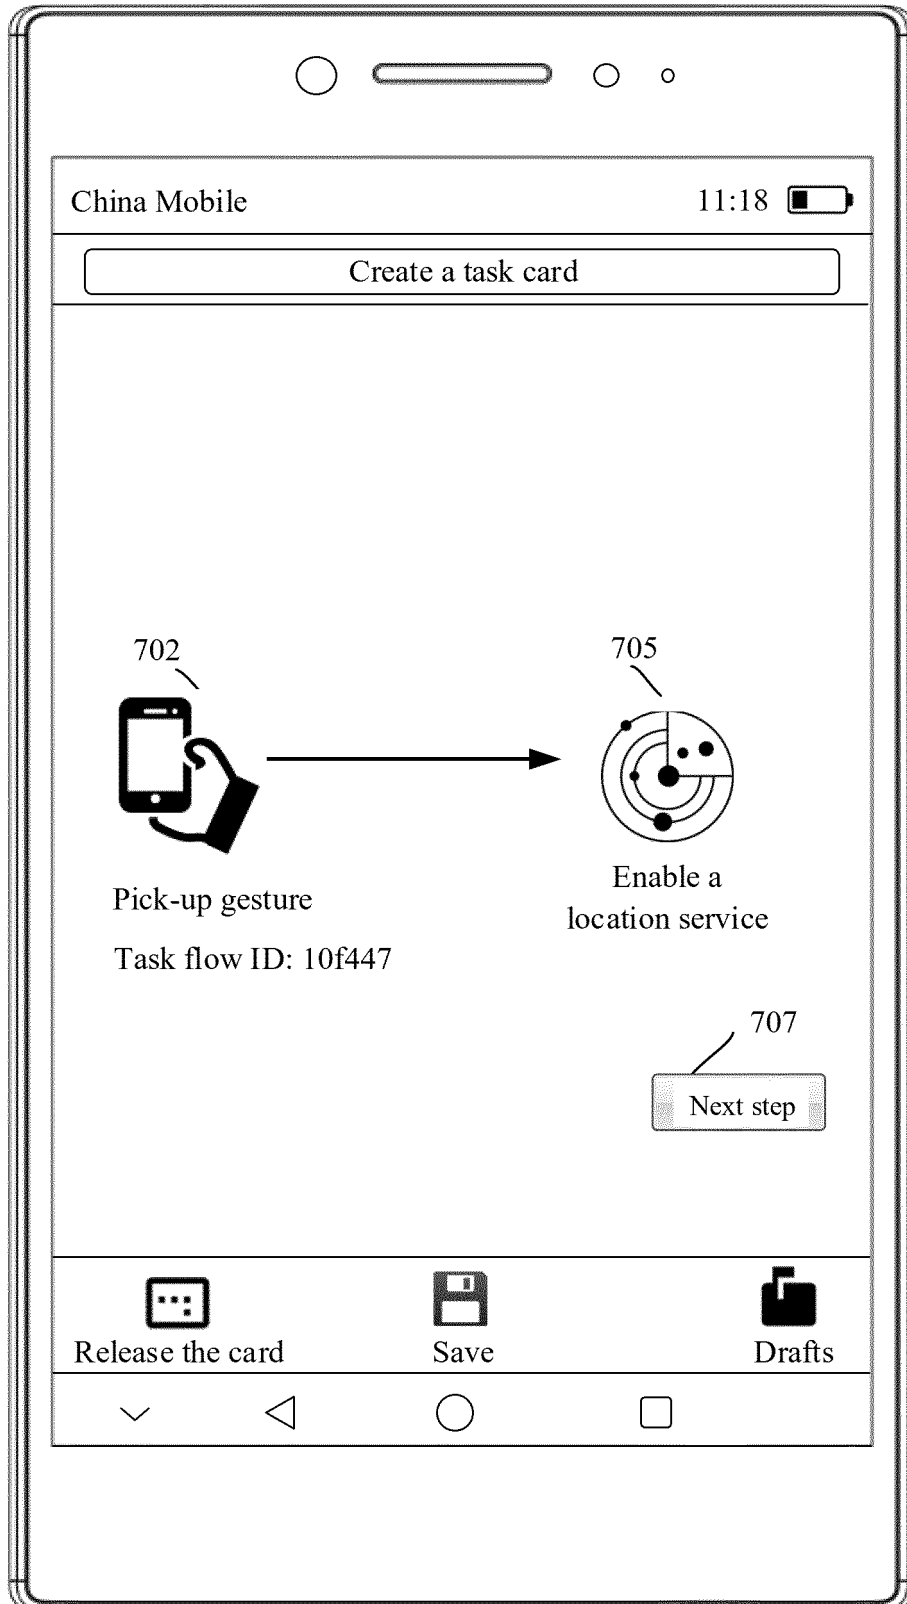 China Mobile 11:18
Create a task card
702 705
Pick-up gesture
Enable a
location service
Task flow ID: 10f447
707
Next step
Release the card Save Drafts